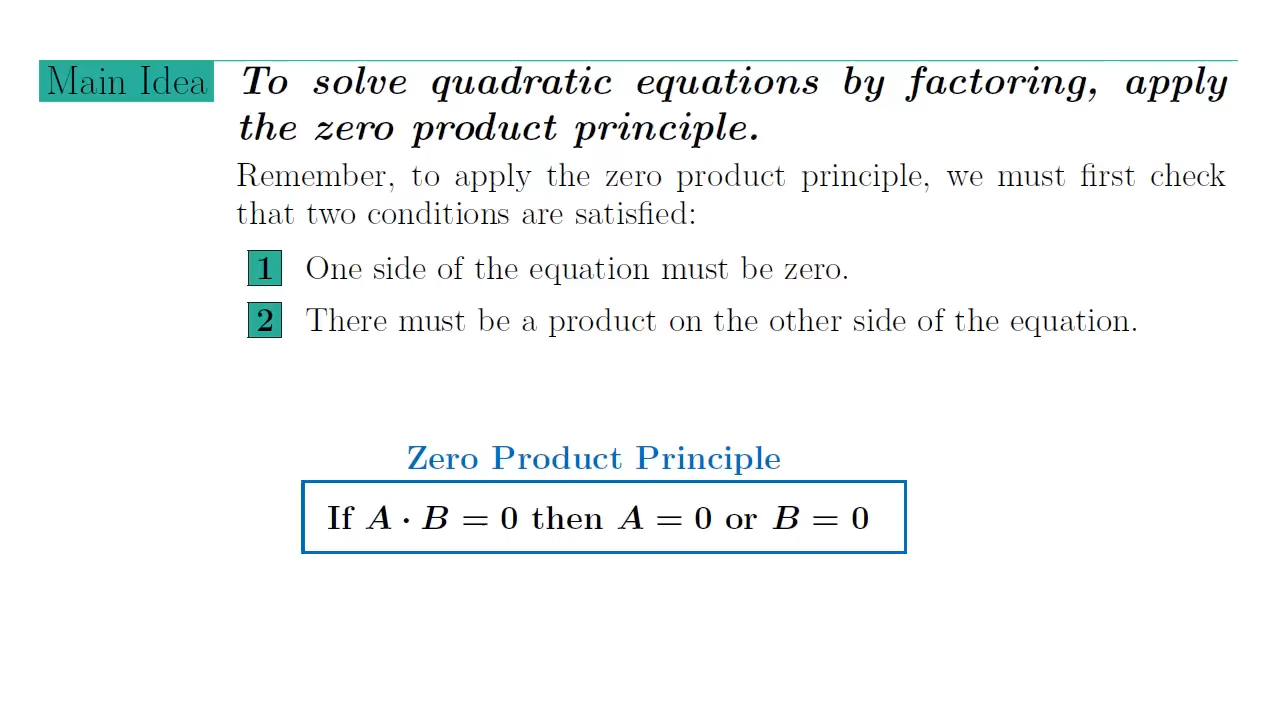 Main Idea
To solve quadratic equations by factoring, apply
the zero product principle.
Remember, to apply the zero product principle, we must first check
that two conditions are satisfied:
1 One side of the equation must be zero.
2 There must be a product on the other side of the equation.
Zero Product Principle
If A · B = 0 then A = 0 or B = 0